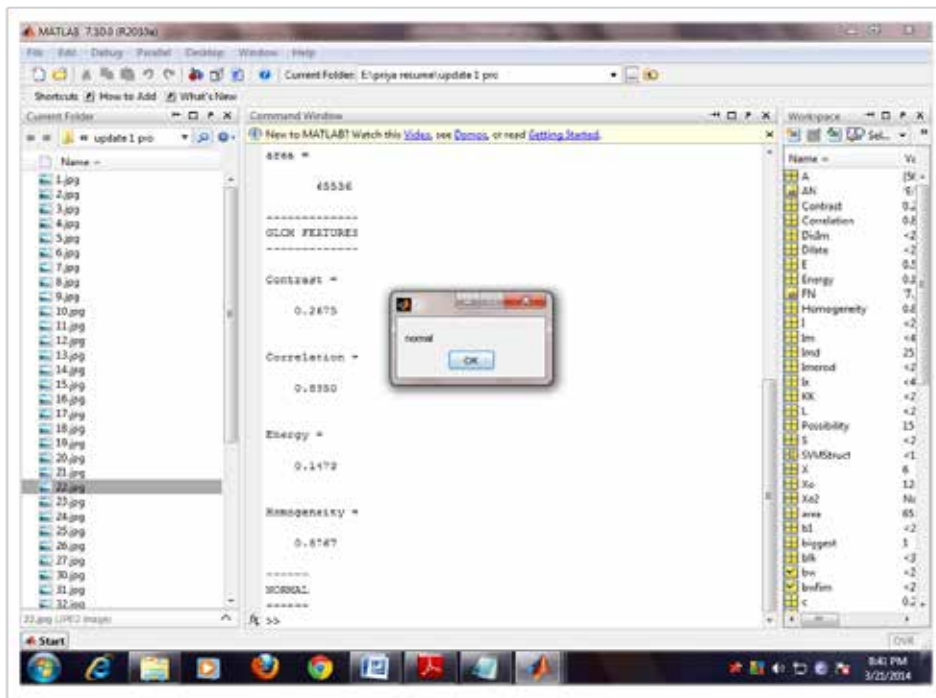 MATLAB 7.10.0 (R2010a)
File Edit Debug Parallel Desktop Window Help
Current Folder: E:\priya resume\update 1 pro
Shortcuts How to Add What's New
Current Folder
Command Window
Workspace
update 1 pro
New to MATLAB? Watch this Video, see Demos, or read Getting Started.
Sel...
Name
1.jpg
2.jpg
3.jpg
4.jpg
5.jpg
6.jpg
7.jpg
8.jpg
9.jpg
10.jpg
11.jpg
12.jpg
13.jpg
14.jpg
15.jpg
16.jpg
17.jpg
18.jpg
19.jpg
20.jpg
21.jpg
22.jpg
23.jpg
24.jpg
25.jpg
26.jpg
27.jpg
30.jpg
31.jpg
32.jpg
22.jpg (JPEG Image)
area =
65536
-------------
GLCM FEATURES
-------------
Contrast =
0.2675
Correlation =
0.8350
Energy =
0.1473
Homogeneity =
0.8767
------
NORMAL
------
fx >>
normal
OK
Name
A
AN
Contrast
Correlation
Dilate
E
Energy
FN
Homogeneity
I
Im
Imd
Imerod
Ix
KK
L
Possibility
S
SVMStruct
X
Xo
Xo2
area
b1
biggest
blk
bw
bwfim
c
Start
OVR
8:41 PM
3/21/2014